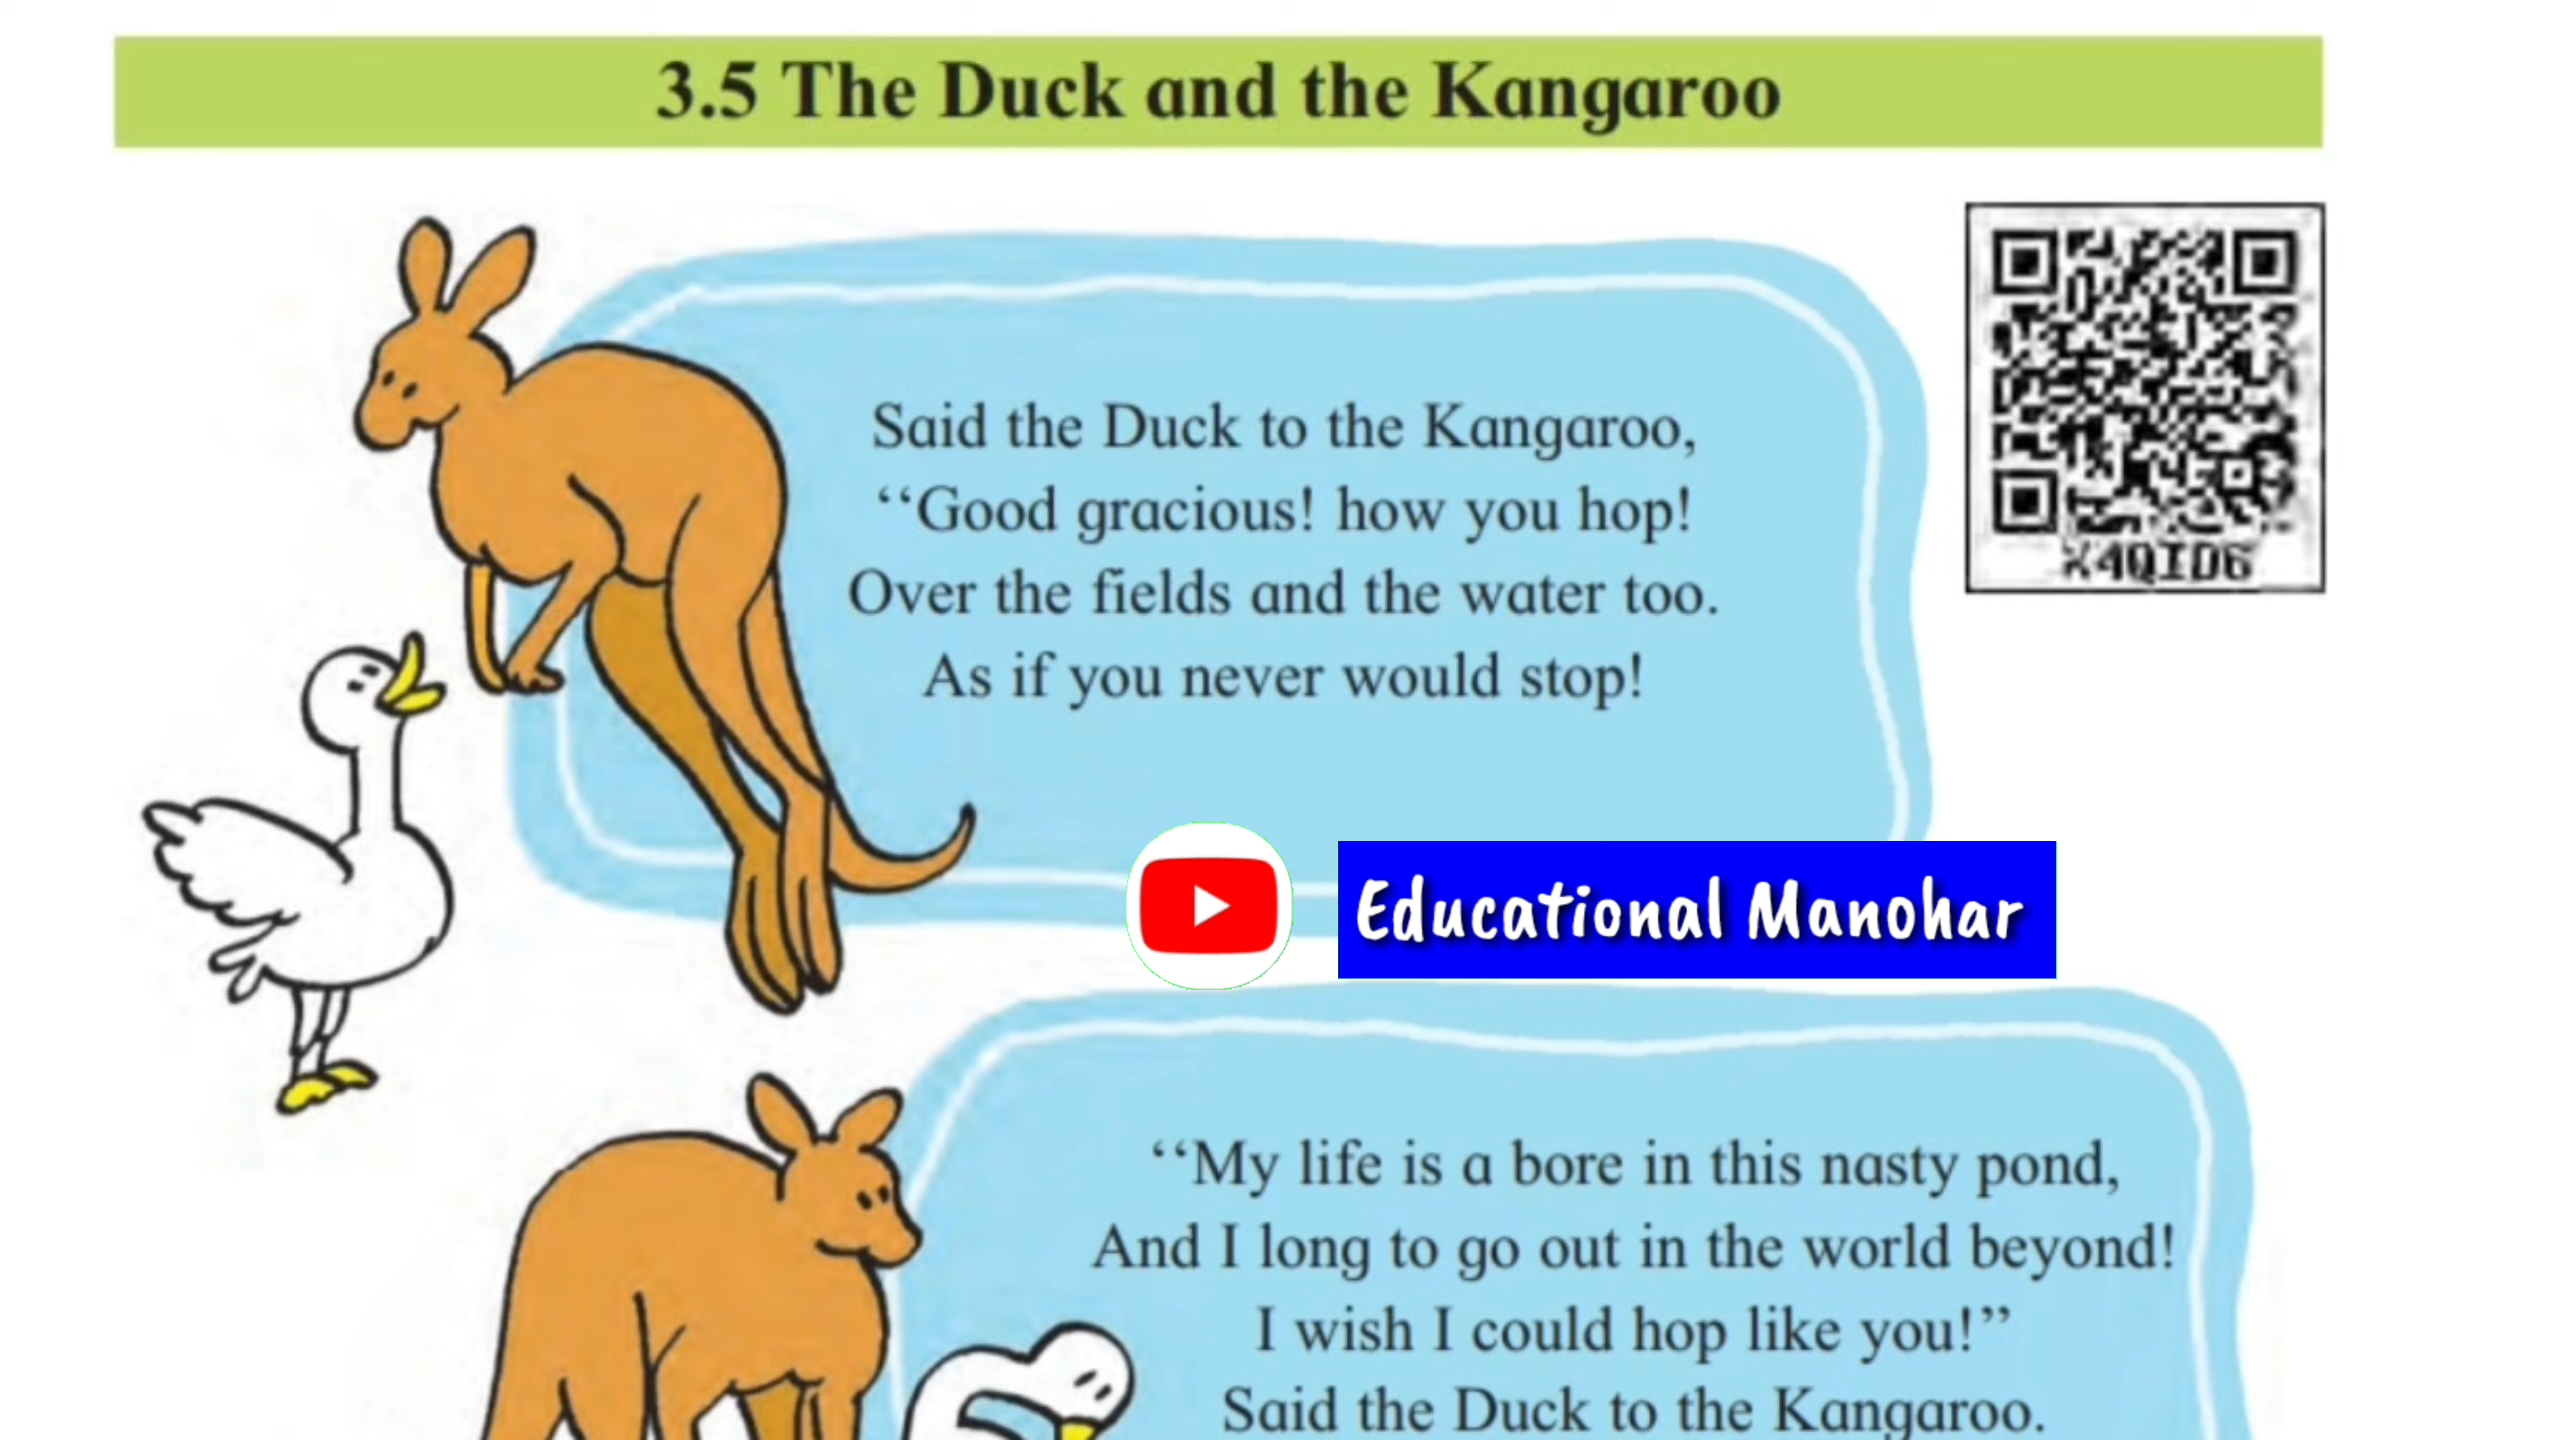 3.5 The Duck and the Kangaroo
Said the Duck to the Kangaroo,
‘‘Good gracious! how you hop!
Over the fields and the water too.
As if you never would stop!
X4QID6
Educational Manohar
‘‘My life is a bore in this nasty pond,
And I long to go out in the world beyond!
I wish I could hop like you!’’
Said the Duck to the Kangaroo.